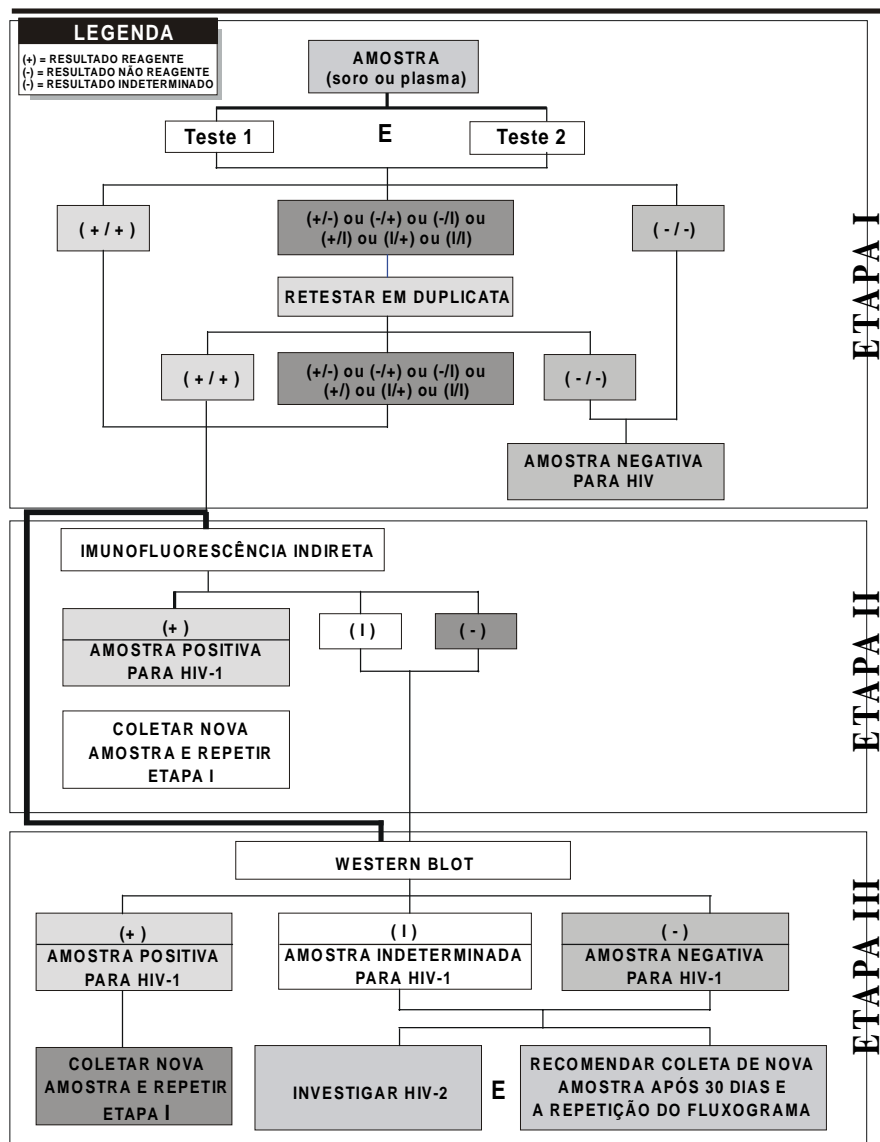 LEGENDA
(+) = RESULTADO REAGENTE
(-) = RESULTADO NÃO REAGENTE
(-) = RESULTADO INDETERMINADO
AMOSTRA
(soro ou plasma)
Teste 1
E
Teste 2
( + / + )
(+/-) ou (-/+) ou (-/I) ou
(+/I) ou (I/+) ou (I/I)
( - / -)
RETESTAR EM DUPLICATA
( + / + )
(+/-) ou (-/+) ou (-/I) ou
(+/) ou (I/+) ou (I/I)
( - / -)
AMOSTRA NEGATIVA
PARA HIV
ETAPA I
IMUNOFLUORESCÊNCIA INDIRETA
(+ )
AMOSTRA POSITIVA
PARA HIV-1
( I )
( - )
COLETAR NOVA
AMOSTRA E REPETIR
ETAPA I
ETAPA II
WESTERN BLOT
(+)
AMOSTRA POSITIVA
PARA HIV-1
( I )
AMOSTRA INDETERMINADA
PARA HIV-1
( - )
AMOSTRA NEGATIVA
PARA HIV-1
COLETAR NOVA
AMOSTRA E REPETIR
ETAPA I
INVESTIGAR HIV-2
E
RECOMENDAR COLETA DE NOVA
AMOSTRA APÓS 30 DIAS E
A REPETIÇÃO DO FLUXOGRAMA
ETAPA III